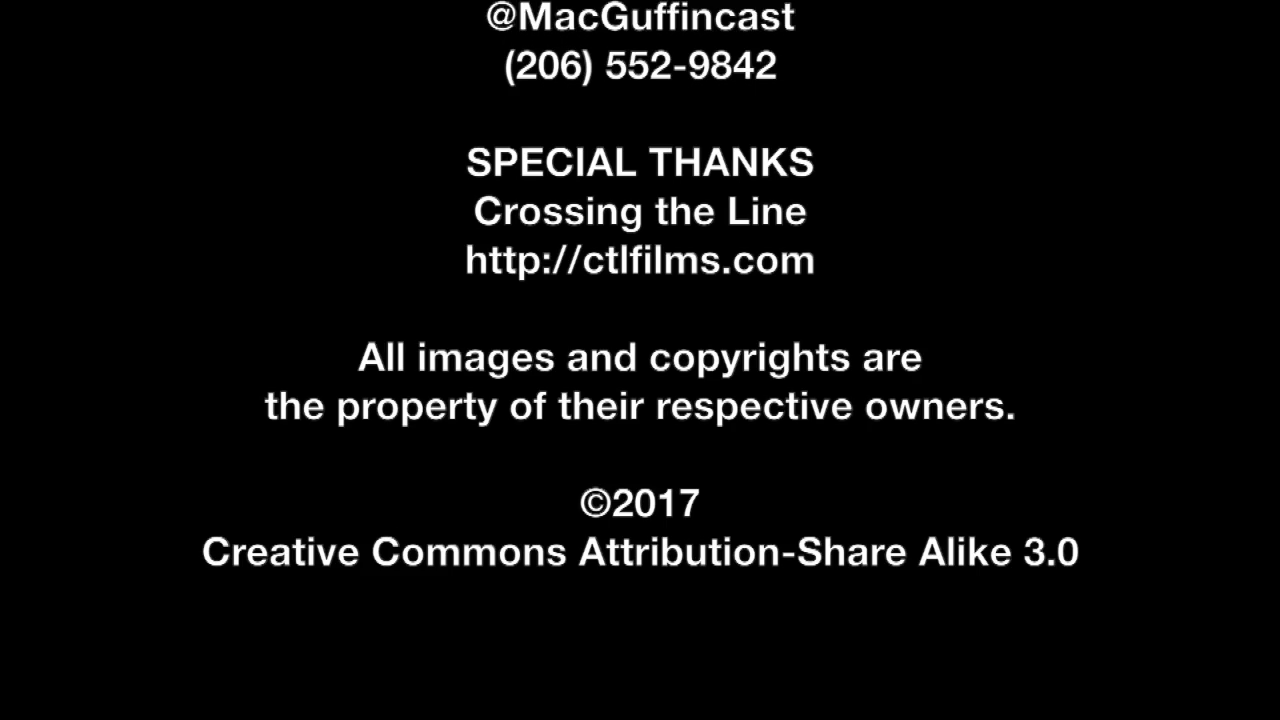 @MacGuffincast
(206) 552-9842
SPECIAL THANKS
Crossing the Line
http://ctlfilms.com
All images and copyrights are
the property of their respective owners.
©2017
Creative Commons Attribution-Share Alike 3.0